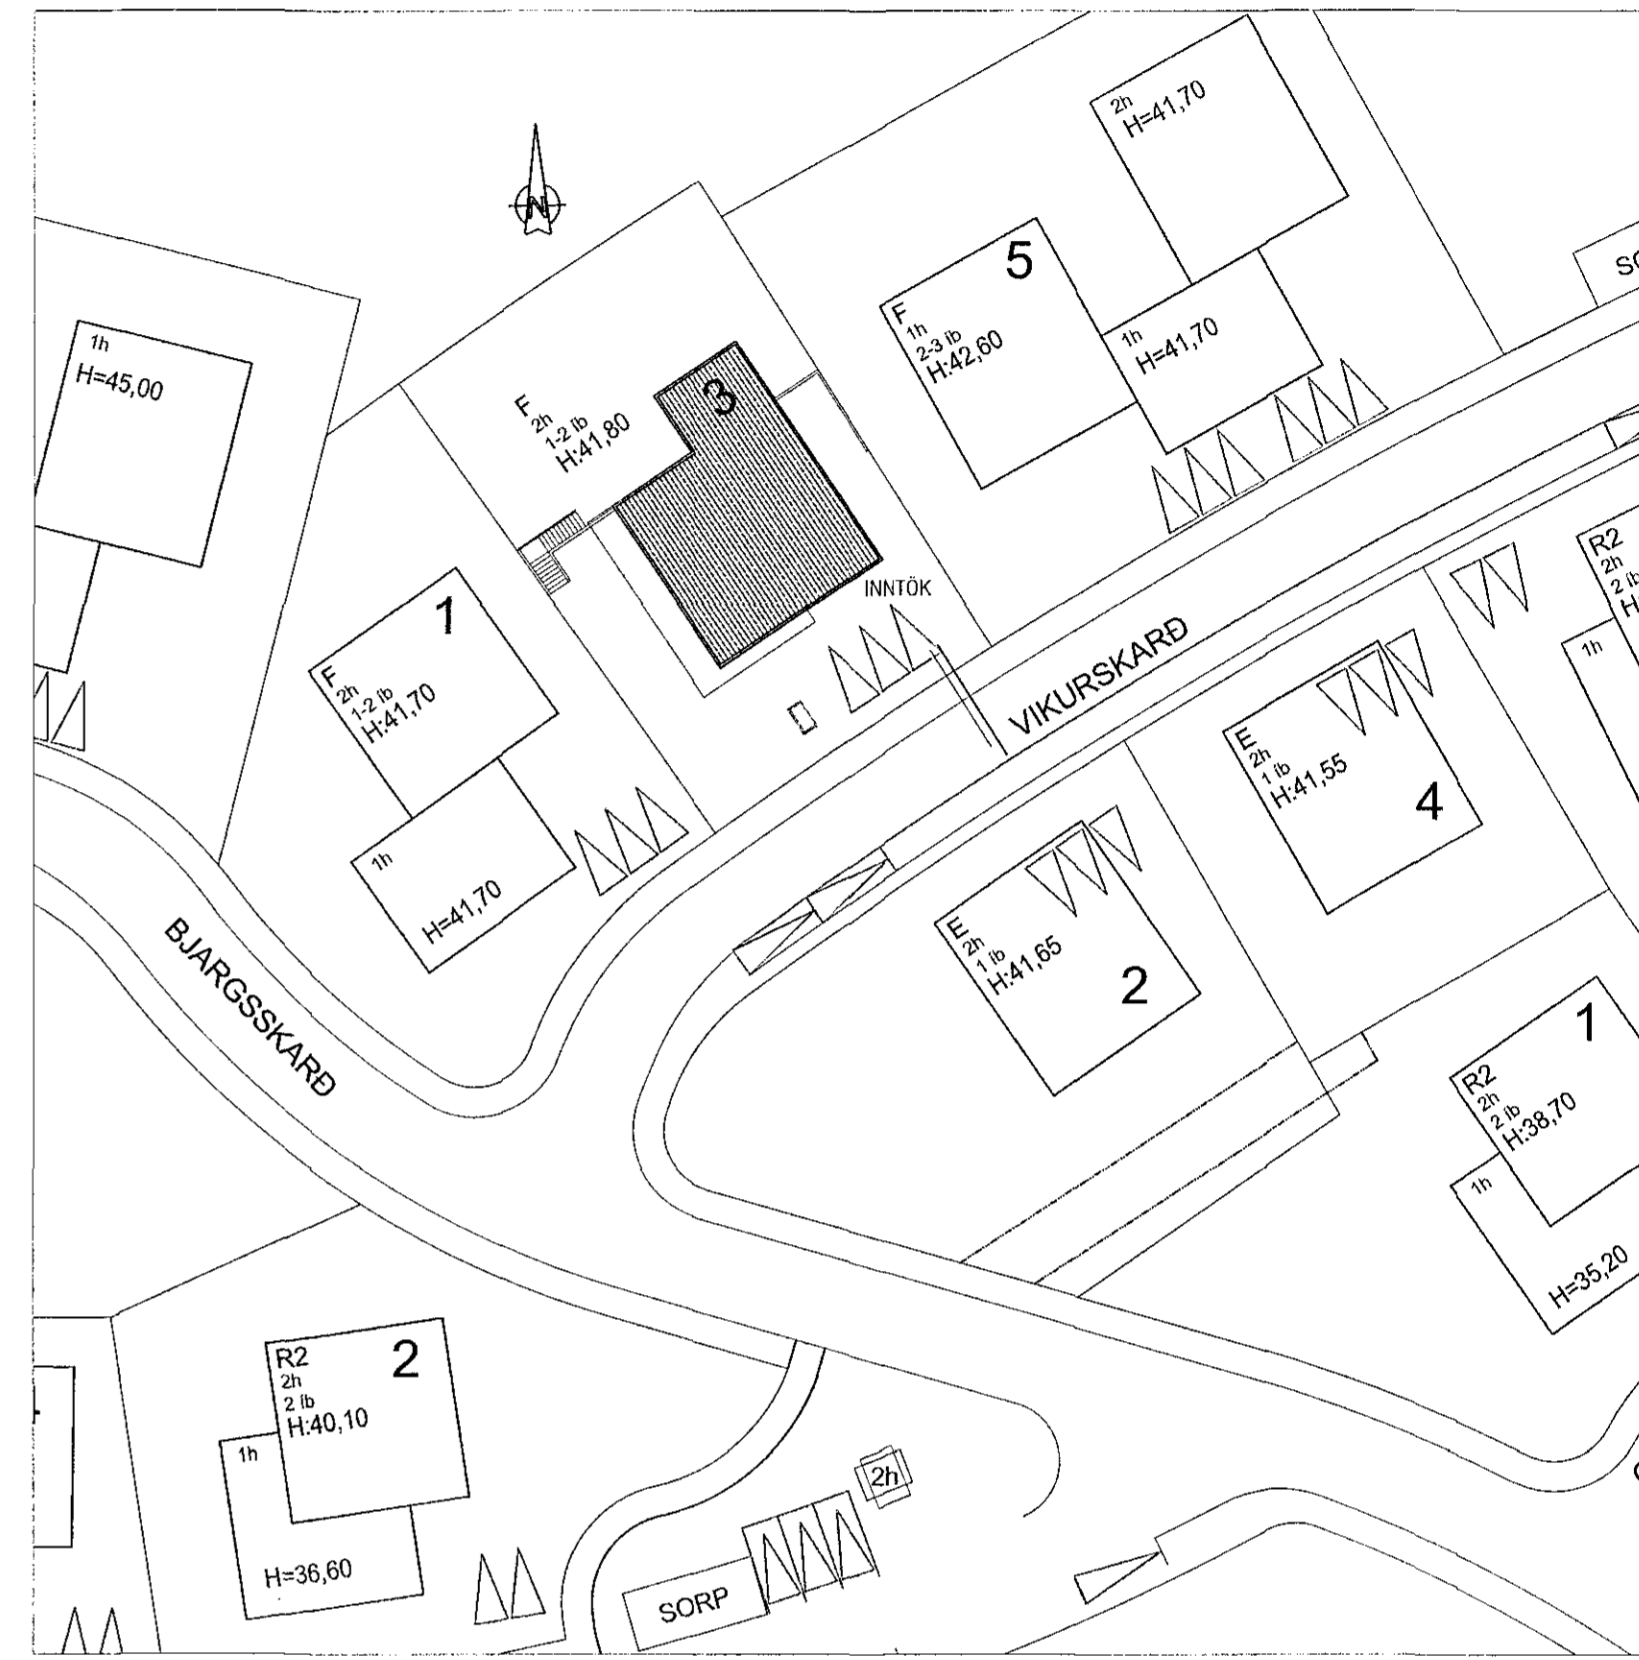 2h
H=41,70
N
5
F
1h
2-3 íb
H:42,60
1h
H=41,70
1h
H=45,00
3
F
2h
1-2 íb
H:41,80
INNTÖK
1
F
2h
1-2 íb
H:41,70
1h
H=41,70
VIKURSKARÐ
R2
2h
1h
E
2h
1 íb
H:41,55
4
E
2h
1 íb
H:41,65
2
BJARGSSKARÐ
1
R2
2h
2 íb
H:38,70
1h
H=35,20
R2
2h
2 íb
H:40,10
2
1h
H=36,60
2h
SORP